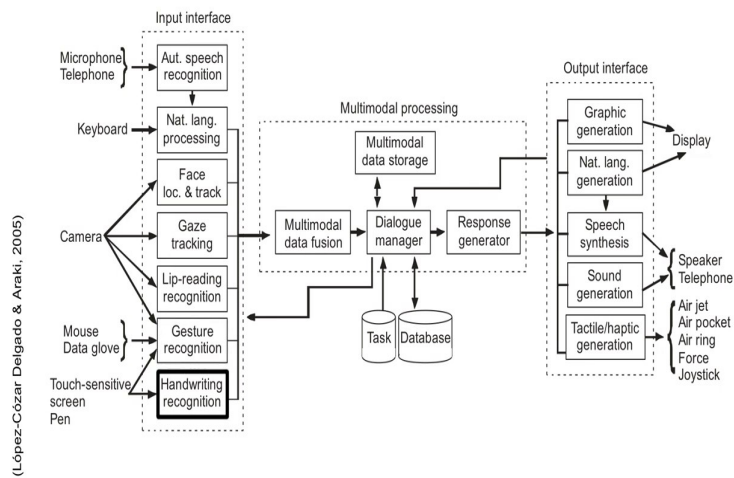 Input interface
Microphone
Telephone
Aut. speech
recognition
Keyboard
Nat. lang.
processing
Face
loc. & track
Camera
Gaze
tracking
Lip-reading
recognition
Mouse
Data glove
Gesture
recognition
Touch-sensitive
screen
Pen
Handwriting
recognition
Multimodal processing
Multimodal
data storage
Multimodal
data fusion
Dialogue
manager
Response
generator
Task
Database
Output interface
Graphic
generation
Display
Nat. lang.
generation
Speech
synthesis
Speaker
Telephone
Sound
generation
Tactile/haptic
generation
Air jet
Air pocket
Air ring
Force
Joystick
(López-Cózar Delgado & Araki, 2005)